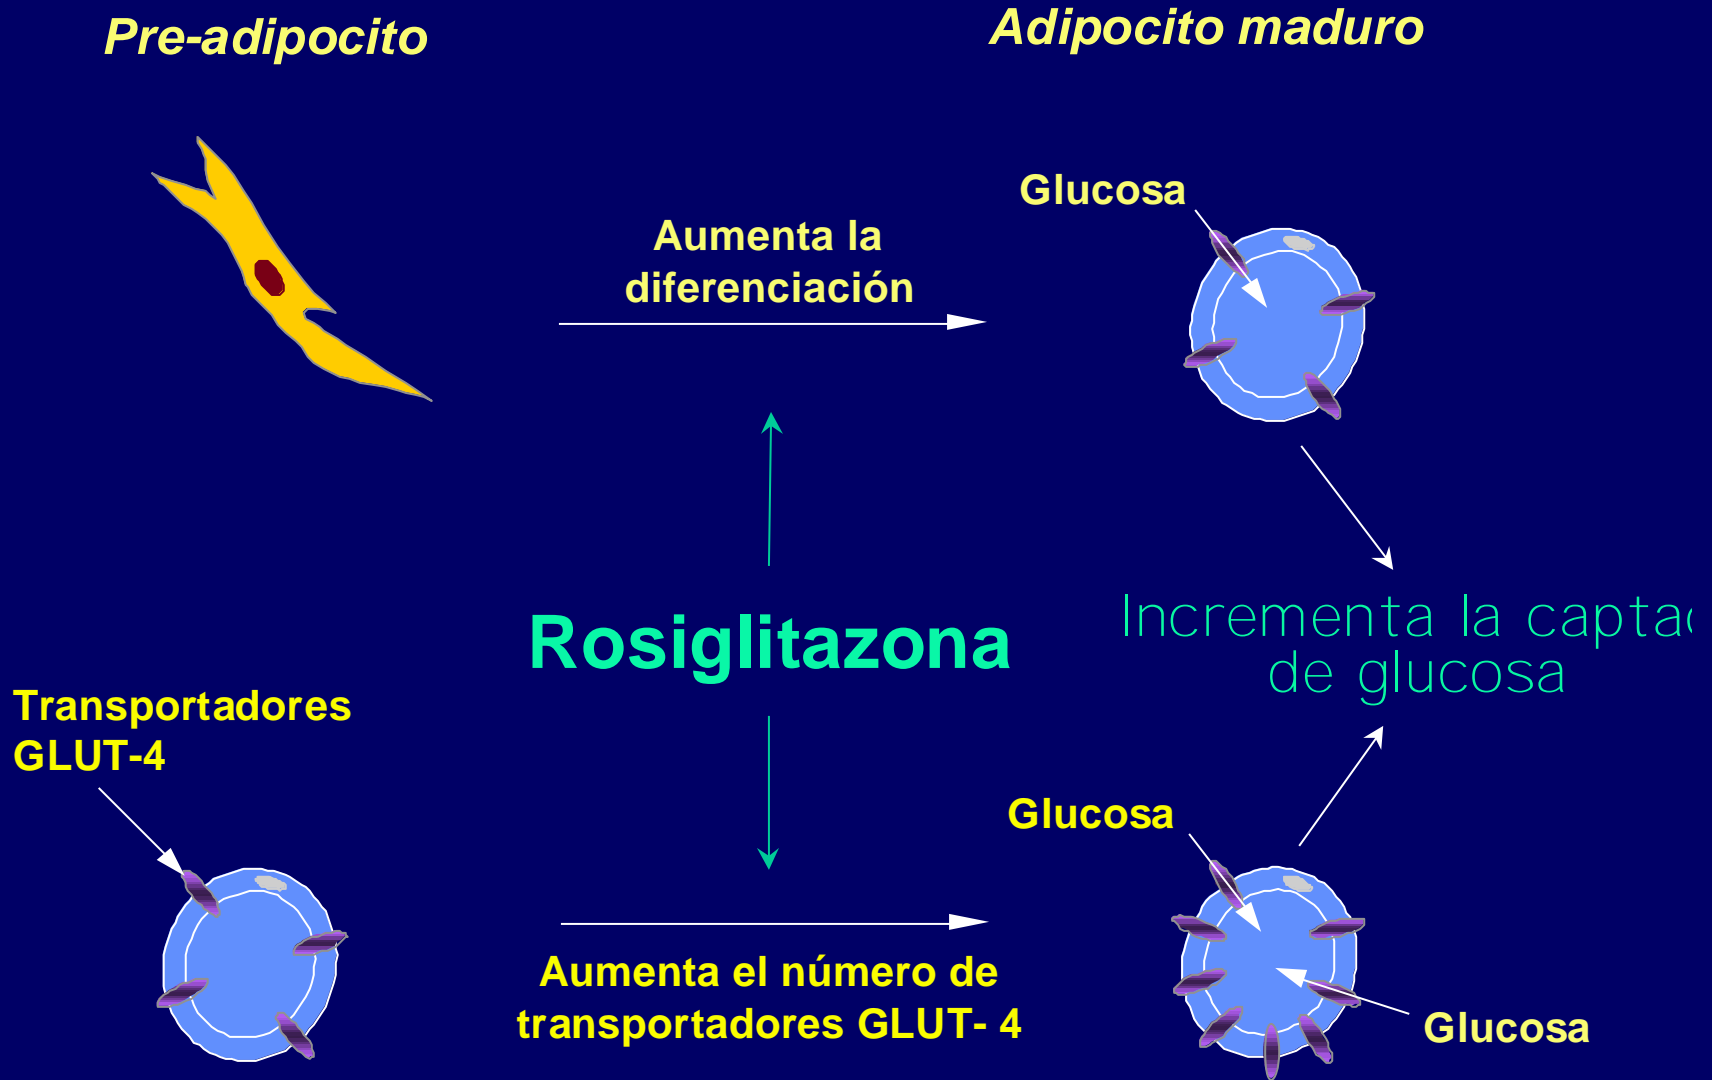 Pre-adipocito
Adipocito maduro
Glucosa
Aumenta la
diferenciación
Rosiglitazona
Incrementa la
de glucosa
Transportadores
GLUT-4
Glucosa
Aumenta el número de
transportadores GLUT- 4
Glucosa